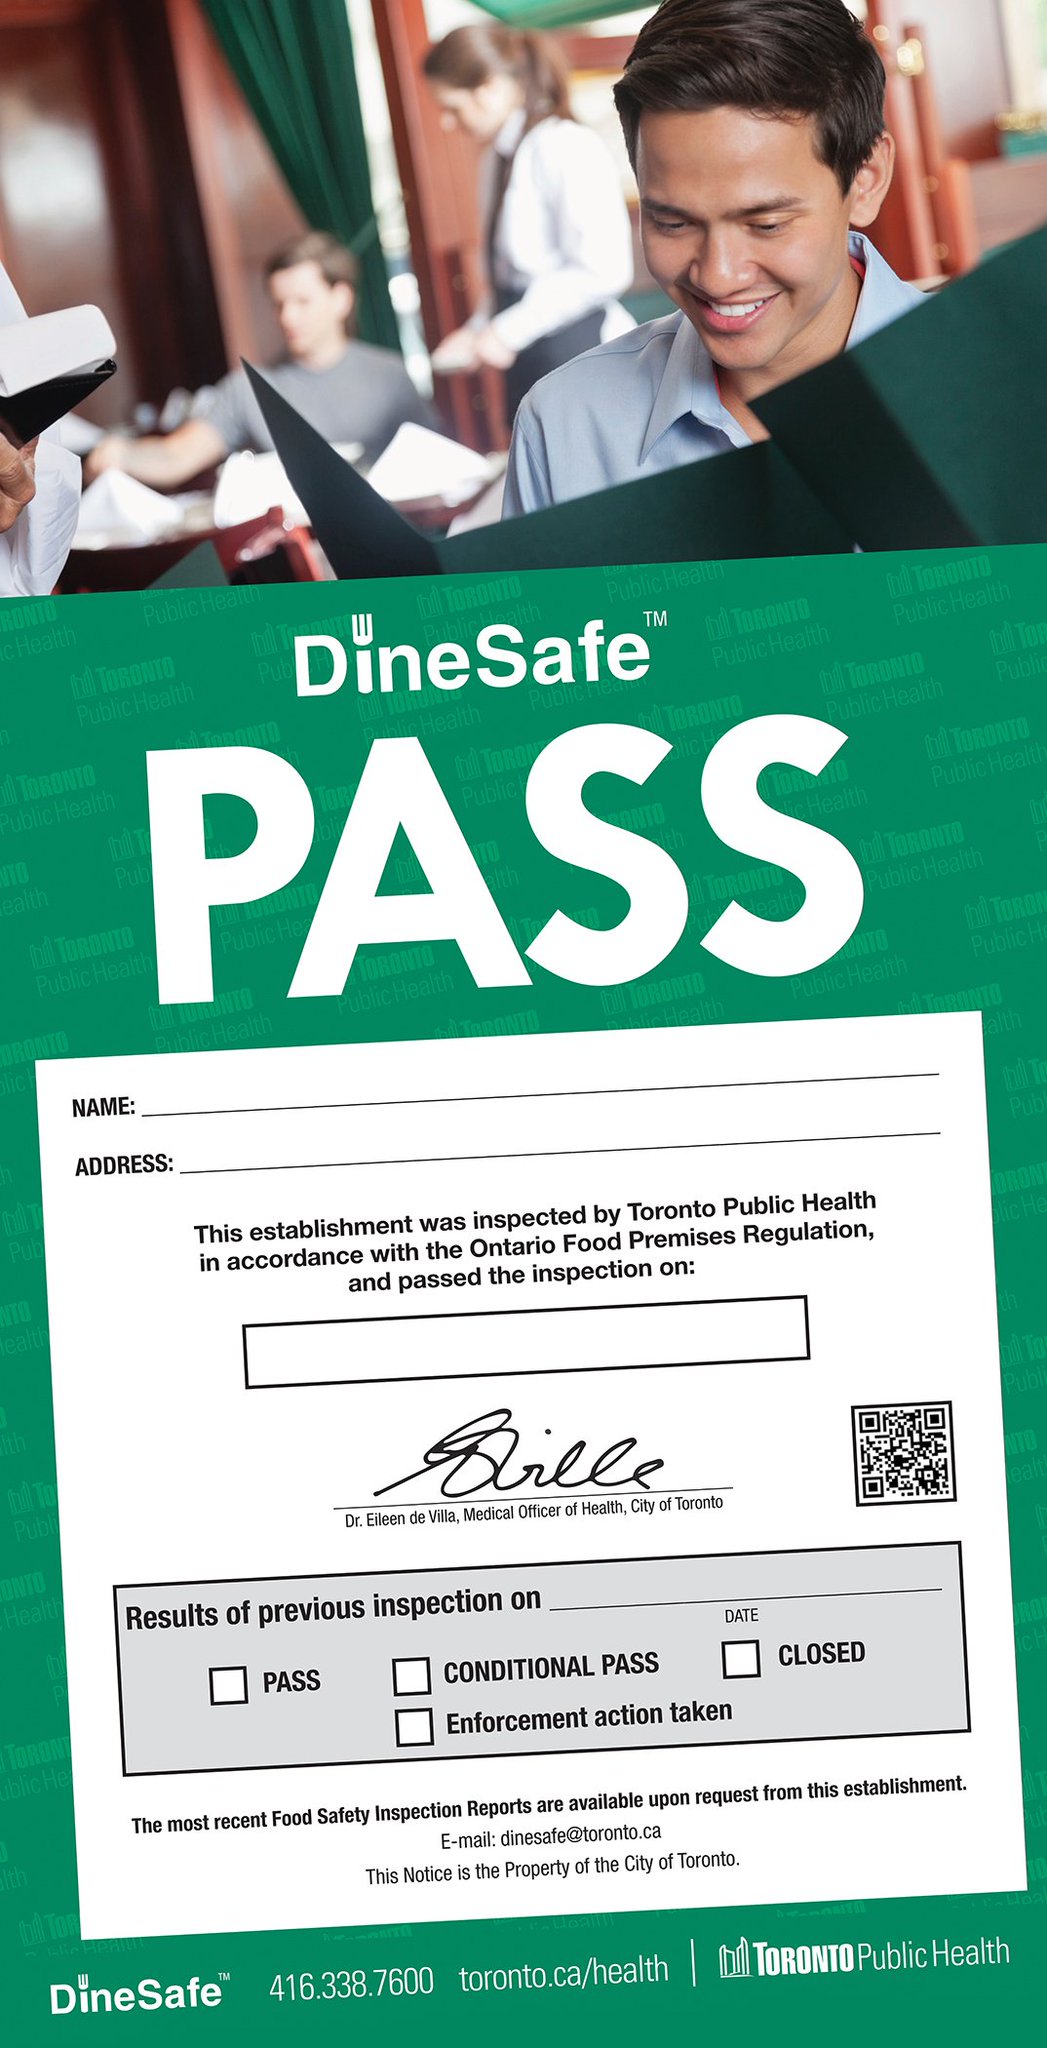 DineSafe™
PASS
NAME:
ADDRESS:
This establishment was inspected by Toronto Public Health
in accordance with the Ontario Food Premises Regulation,
and passed the inspection on:
Dr. Eileen de Villa, Medical Officer of Health, City of Toronto
Results of previous inspection on
DATE
PASS
CONDITIONAL PASS
CLOSED
Enforcement action taken
The most recent Food Safety Inspection Reports are available upon request from this establishment.
E-mail: dinesafe@toronto.ca
This Notice is the Property of the City of Toronto.
DineSafe™ 416.338.7600 toronto.ca/health | TORONTO Public Health